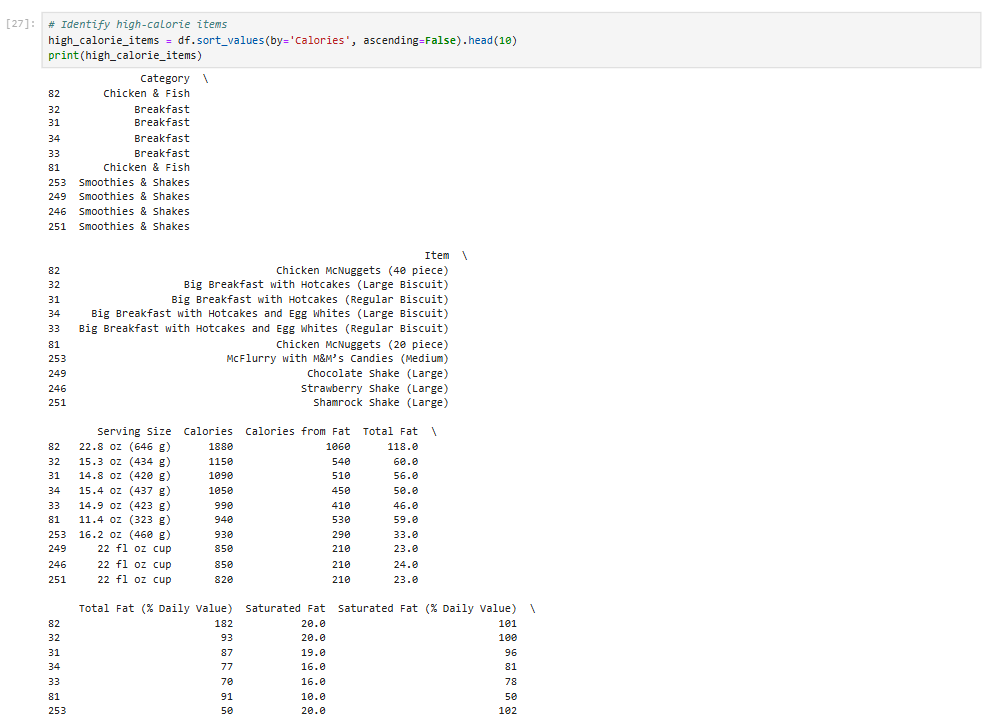 [27]: # Identify high-calorie items
high_calorie_items = df.sort_values(by='Calories', ascending=False).head(10)
print(high_calorie_items)
Category \
82 Chicken & Fish
32 Breakfast
31 Breakfast
34 Breakfast
33 Breakfast
81 Chicken & Fish
253 Smoothies & Shakes
249 Smoothies & Shakes
246 Smoothies & Shakes
251 Smoothies & Shakes
Item \
82 Chicken McNuggets (40 piece)
32 Big Breakfast with Hotcakes (Large Biscuit)
31 Big Breakfast with Hotcakes (Regular Biscuit)
34 Big Breakfast with Hotcakes and Egg Whites (Large Biscuit)
33 Big Breakfast with Hotcakes and Egg Whites (Regular Biscuit)
81 Chicken McNuggets (20 piece)
253 McFlurry with M&M’s Candies (Medium)
249 Chocolate Shake (Large)
246 Strawberry Shake (Large)
251 Shamrock Shake (Large)
Serving Size Calories Calories from Fat Total Fat \
82 22.8 oz (646 g) 1880 1060 118.0
32 15.3 oz (434 g) 1150 540 60.0
31 14.8 oz (420 g) 1090 510 56.0
34 15.4 oz (437 g) 1050 450 50.0
33 14.9 oz (423 g) 990 410 46.0
81 11.4 oz (323 g) 940 530 59.0
253 16.2 oz (460 g) 930 290 33.0
249 22 fl oz cup 850 210 23.0
246 22 fl oz cup 850 210 24.0
251 22 fl oz cup 820 210 23.0
Total Fat (% Daily Value) Saturated Fat Saturated Fat (% Daily Value) \
82 182 20.0 101
32 93 20.0 100
31 87 19.0 96
34 77 16.0 81
33 70 16.0 78
81 91 10.0 50
253 50 20.0 102